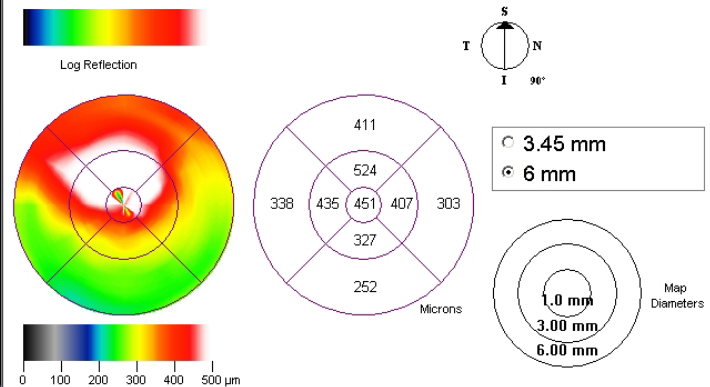 S
T N
I 90°
Log Reflection
3.45 mm
6 mm
411
524
338 435 451 407 303
327
252
Microns
1.0 mm
3.00 mm
6.00 mm
Map
Diameters
0 100 200 300 400 500 µm